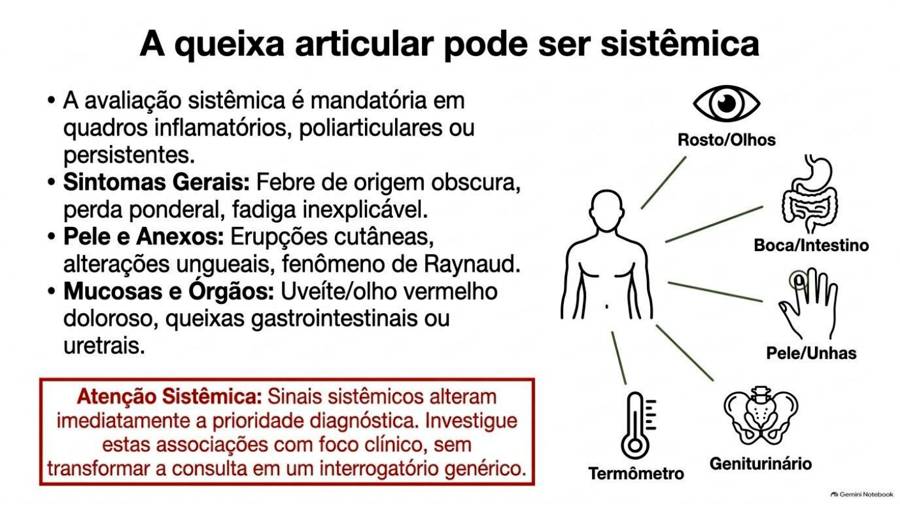 A queixa articular pode ser sistêmica
• A avaliação sistêmica é mandatória em
quadros inflamatórios, poliarticulares ou
persistentes.
• Sintomas Gerais: Febre de origem obscura,
perda ponderal, fadiga inexplicável.
• Pele e Anexos: Erupções cutâneas,
alterações ungueais, fenômeno de Raynaud.
• Mucosas e Órgãos: Uveíte/olho vermelho
doloroso, queixas gastrointestinais ou
uretrais.
Atenção Sistêmica: Sinais sistêmicos alteram
imediatamente a prioridade diagnóstica. Investigue
estas associações com foco clínico, sem
transformar a consulta em um interrogatório genérico.
Rosto/Olhos
Boca/Intestino
Pele/Unhas
Geniturinário
Termômetro
Gemini Notebook